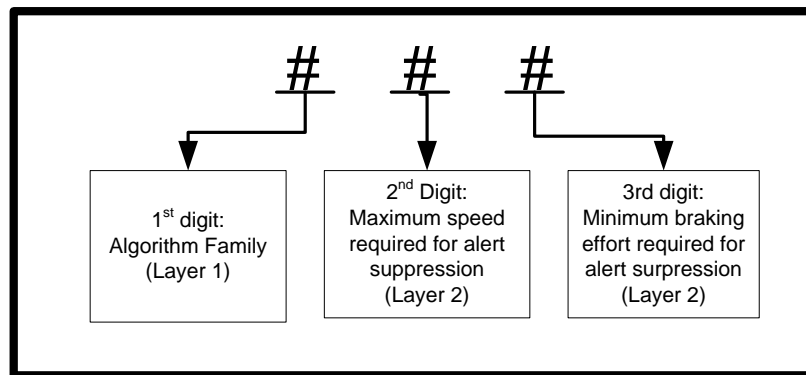 # # #
1st digit:
Algorithm Family
(Layer 1)
2nd Digit:
Maximum speed
required for alert
suppression
(Layer 2)
3rd digit:
Minimum braking
effort required for
alert surpression
(Layer 2)